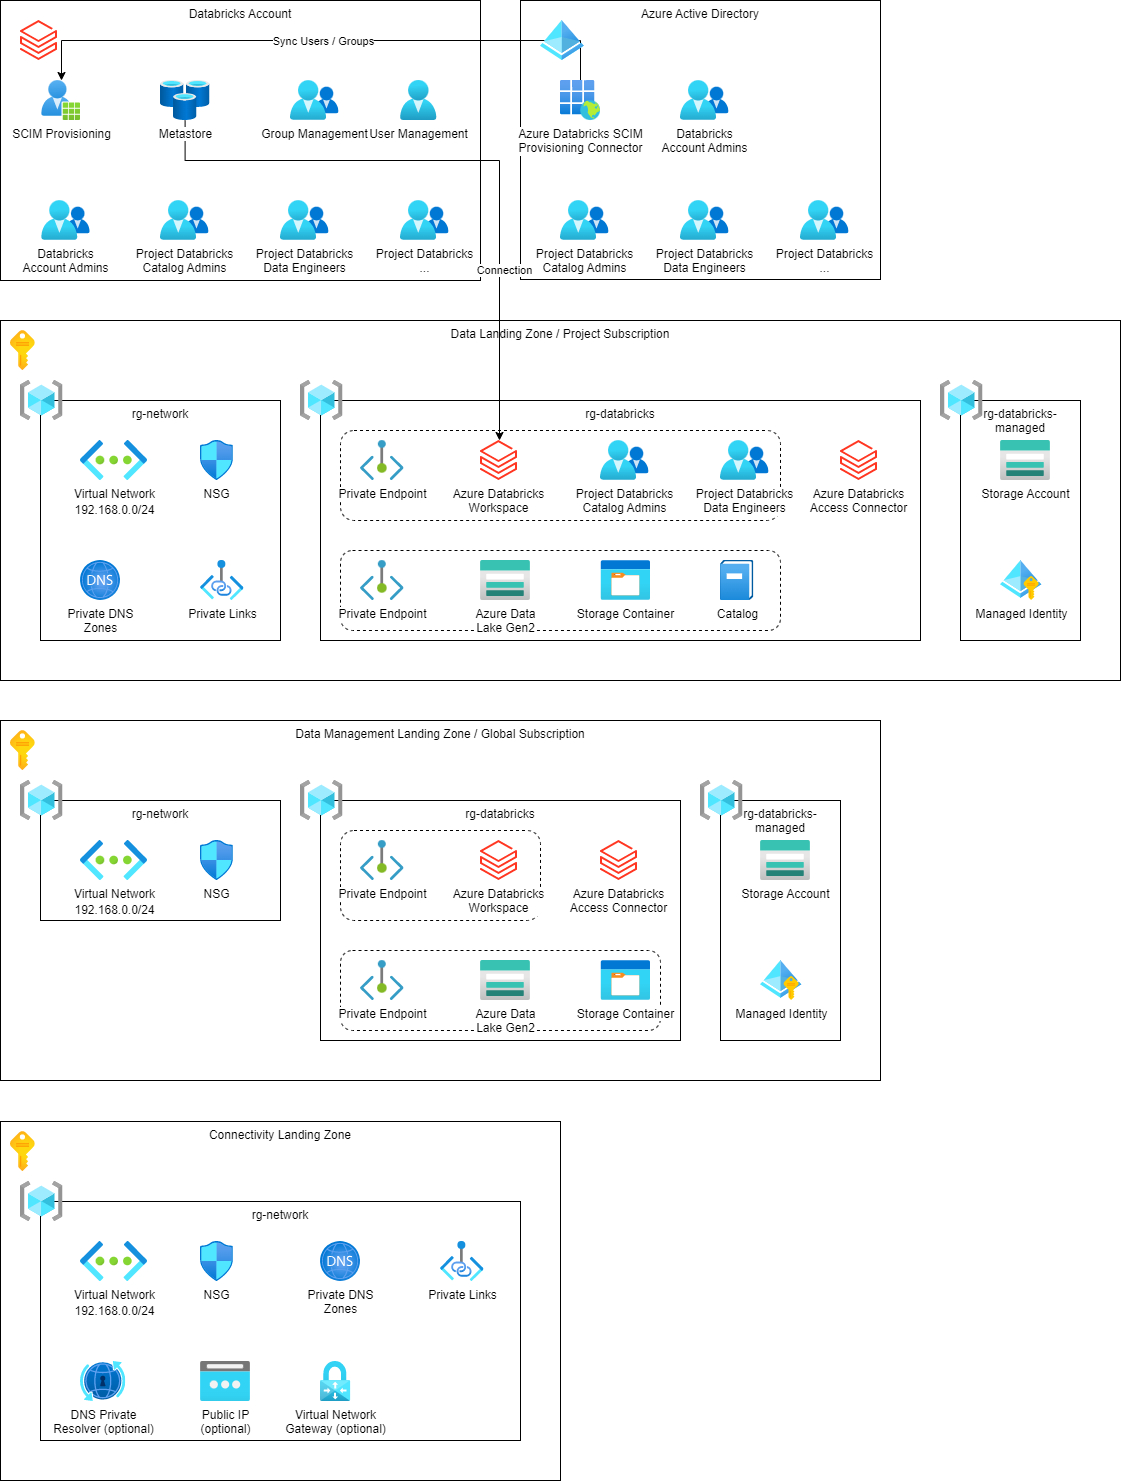 Databricks Account
Azure Active Directory
Sync Users / Groups
SCIM Provisioning
Metastore
Group Management
User Management
Azure Databricks SCIM
Provisioning Connector
Databricks
Account Admins
Databricks
Account Admins
Project Databricks
Catalog Admins
Project Databricks
Data Engineers
Project Databricks
...
Project Databricks
Catalog Admins
Project Databricks
Data Engineers
Project Databricks
...
Connection
Data Landing Zone / Project Subscription
rg-network
Virtual Network
192.168.0.0/24
NSG
DNS
Private DNS
Zones
Private Links
rg-databricks
Private Endpoint
Azure Databricks
Workspace
Project Databricks
Catalog Admins
Project Databricks
Data Engineers
Azure Databricks
Access Connector
Private Endpoint
Azure Data
Lake Gen2
Storage Container
Catalog
rg-databricks-
managed
Storage Account
Managed Identity
Data Management Landing Zone / Global Subscription
rg-network
Virtual Network
192.168.0.0/24
NSG
rg-databricks
Private Endpoint
Azure Databricks
Workspace
Azure Databricks
Access Connector
Private Endpoint
Azure Data
Lake Gen2
Storage Container
rg-databricks-
managed
Storage Account
Managed Identity
Connectivity Landing Zone
rg-network
Virtual Network
192.168.0.0/24
NSG
DNS
Private DNS
Zones
Private Links
DNS Private
Resolver (optional)
Public IP
(optional)
Virtual Network
Gateway (optional)